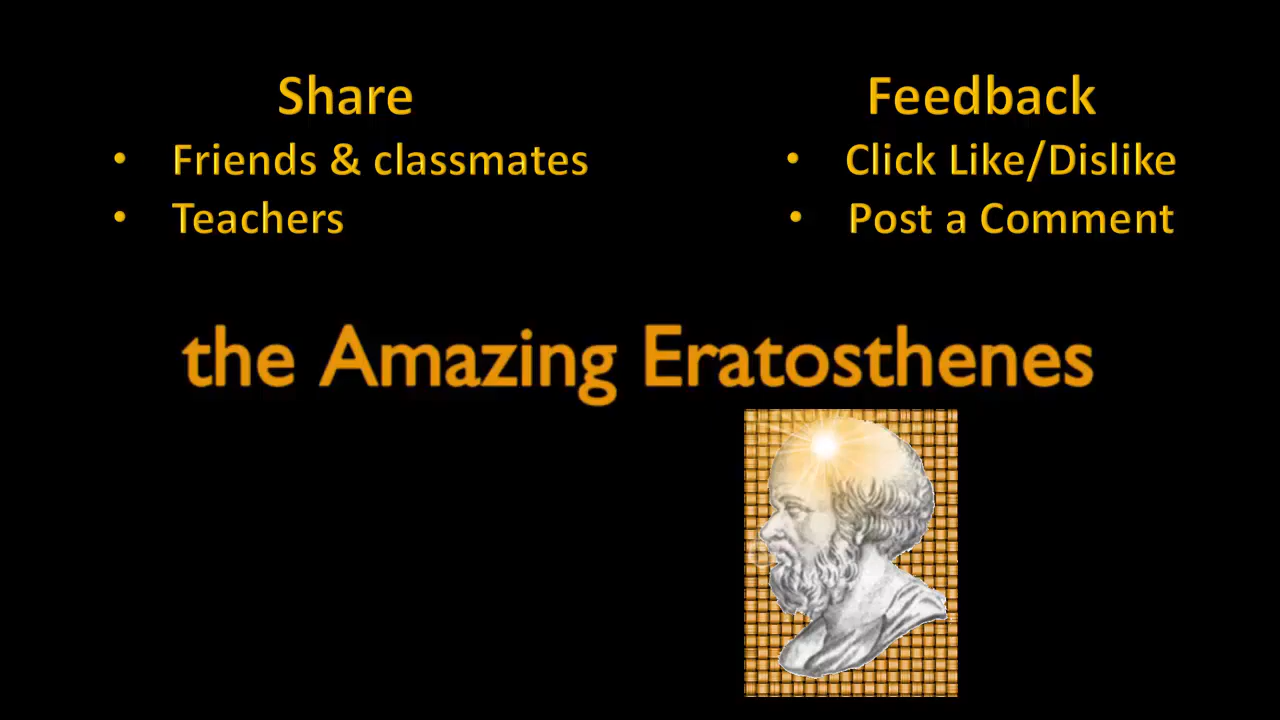 Share
• Friends & classmates
• Teachers
Feedback
• Click Like/Dislike
• Post a Comment
the Amazing Eratosthenes